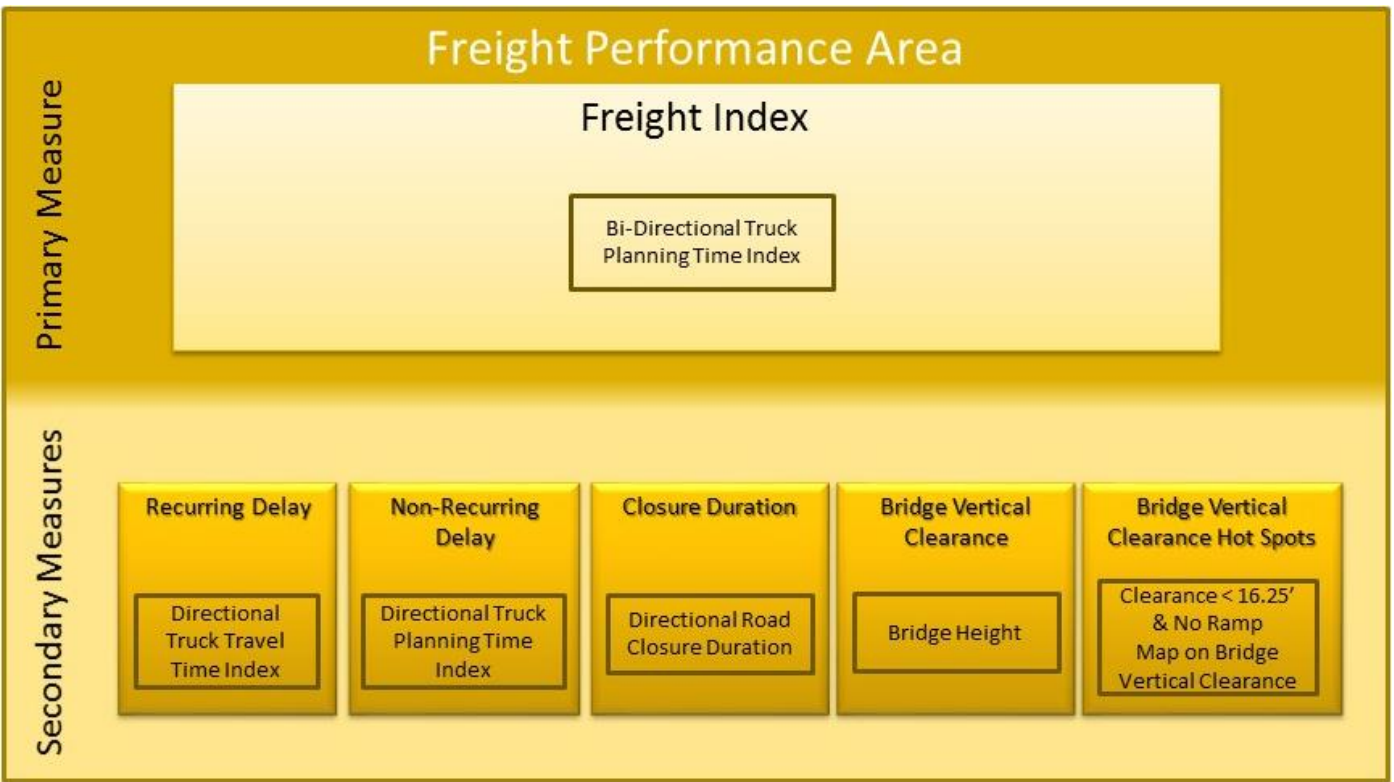 Freight Performance Area
Primary Measure
Freight Index
Bi-Directional Truck
Planning Time Index
Secondary Measures
Recurring Delay
Directional
Truck Travel
Time Index
Non-Recurring
Delay
Directional Truck
Planning Time
Index
Closure Duration
Directional Road
Closure Duration
Bridge Vertical
Clearance
Bridge Height
Bridge Vertical
Clearance Hot Spots
Clearance < 16.25’
& No Ramp
Map on Bridge
Vertical Clearance